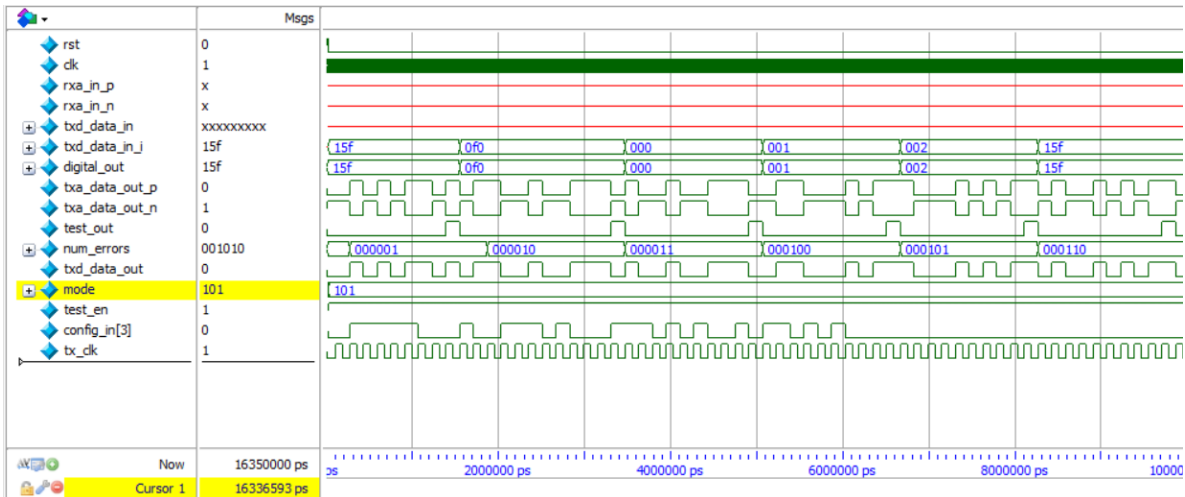 Msgs
rst 0
clk 1
rxa_in_p x
rxa_in_n x
txd_data_in xxxxxxxxx
txd_data_in_i 15f 15f 0f0 000 001 002 15f
digital_out 15f 15f 0f0 000 001 002 15f
txa_data_out_p 0
txa_data_out_n 1
test_out 0
num_errors 001010 000001 000010 000011 000100 000101 000110
txd_data_out 0
mode 101 101
test_en 1
config_in[3] 0
tx_clk 1
Now 16350000 ps ps 2000000 ps 4000000 ps 6000000 ps 8000000 ps 10000
Cursor 1 16336593 ps